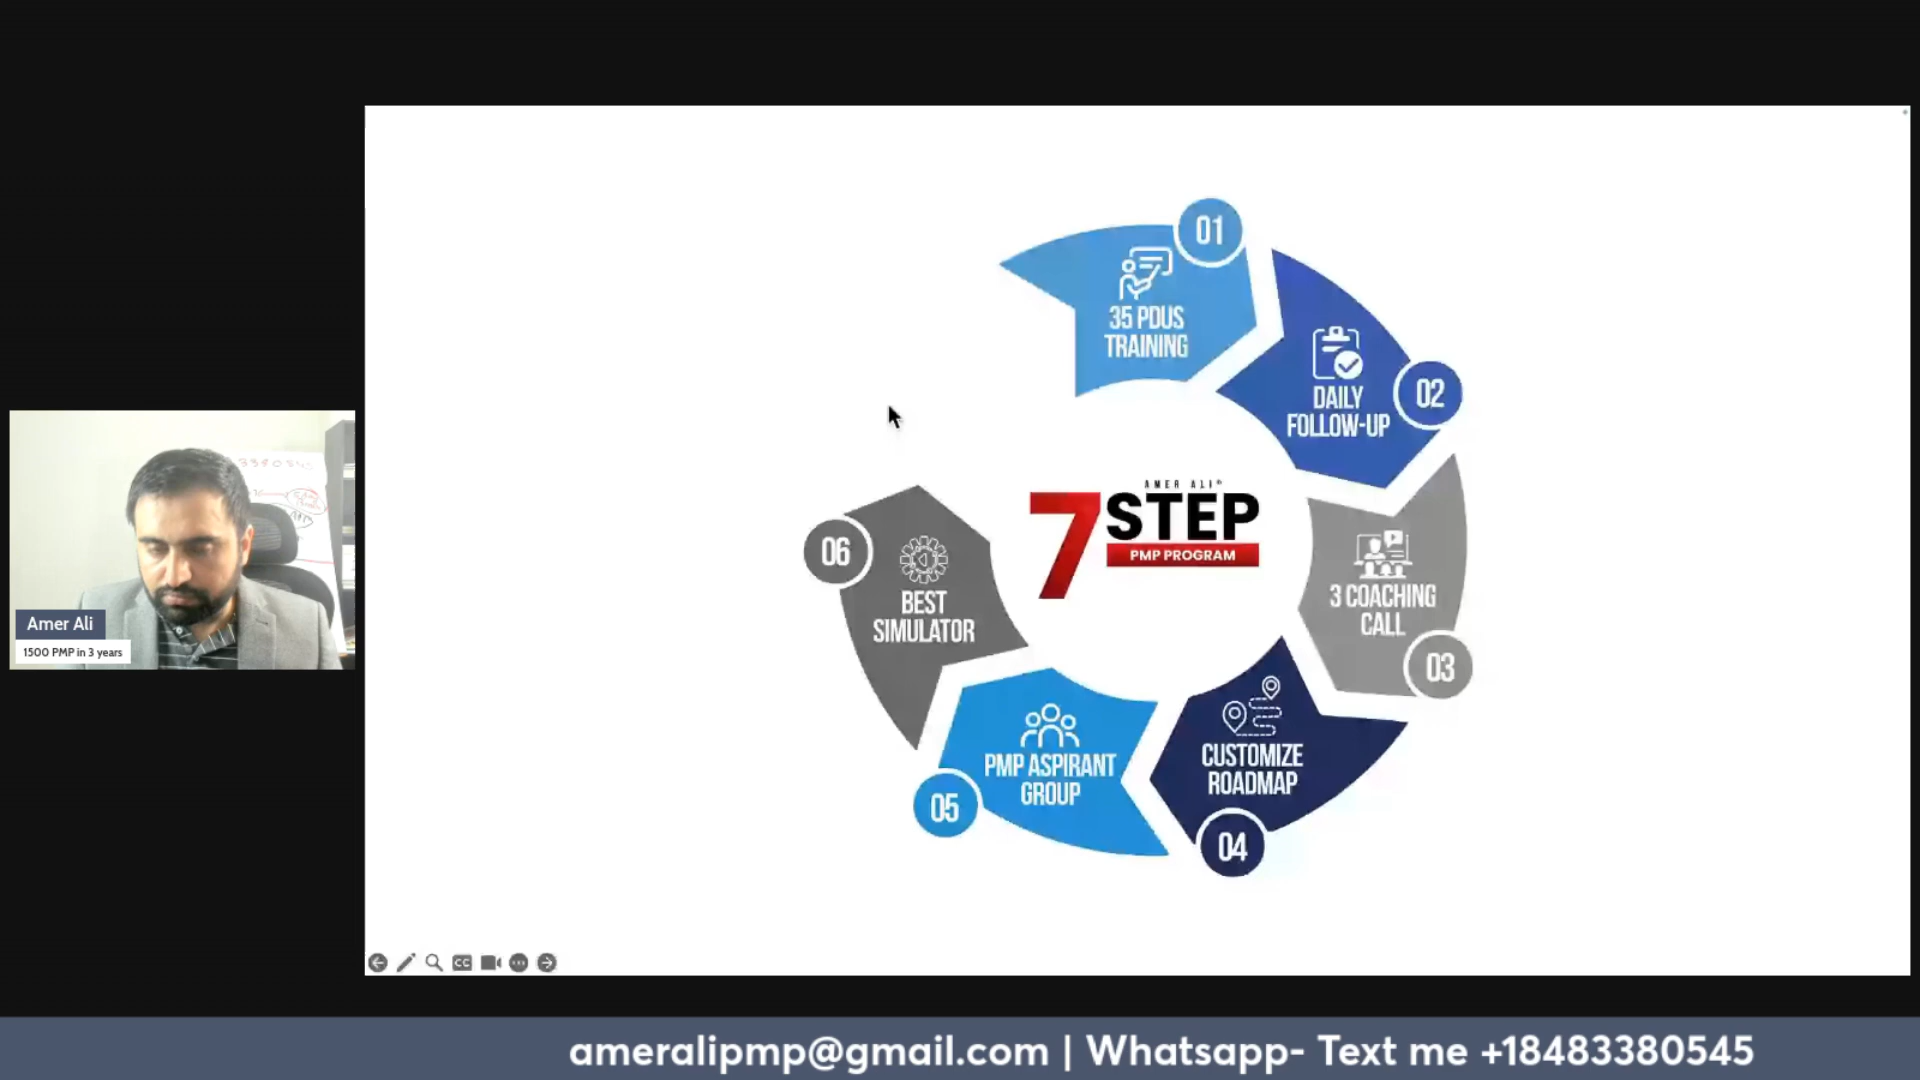 01
35 PDUS
TRAINING
02
DAILY
FOLLOW-UP
3 COACHING
CALL
03
CUSTOMIZE
ROADMAP
04
PMP ASPIRANT
GROUP
05
06
BEST
SIMULATOR
AMER ALI®
7 STEP
PMP PROGRAM
Amer Ali
1500 PMP in 3 years
CC
ameralipmp@gmail.com | Whatsapp- Text me +18483380545